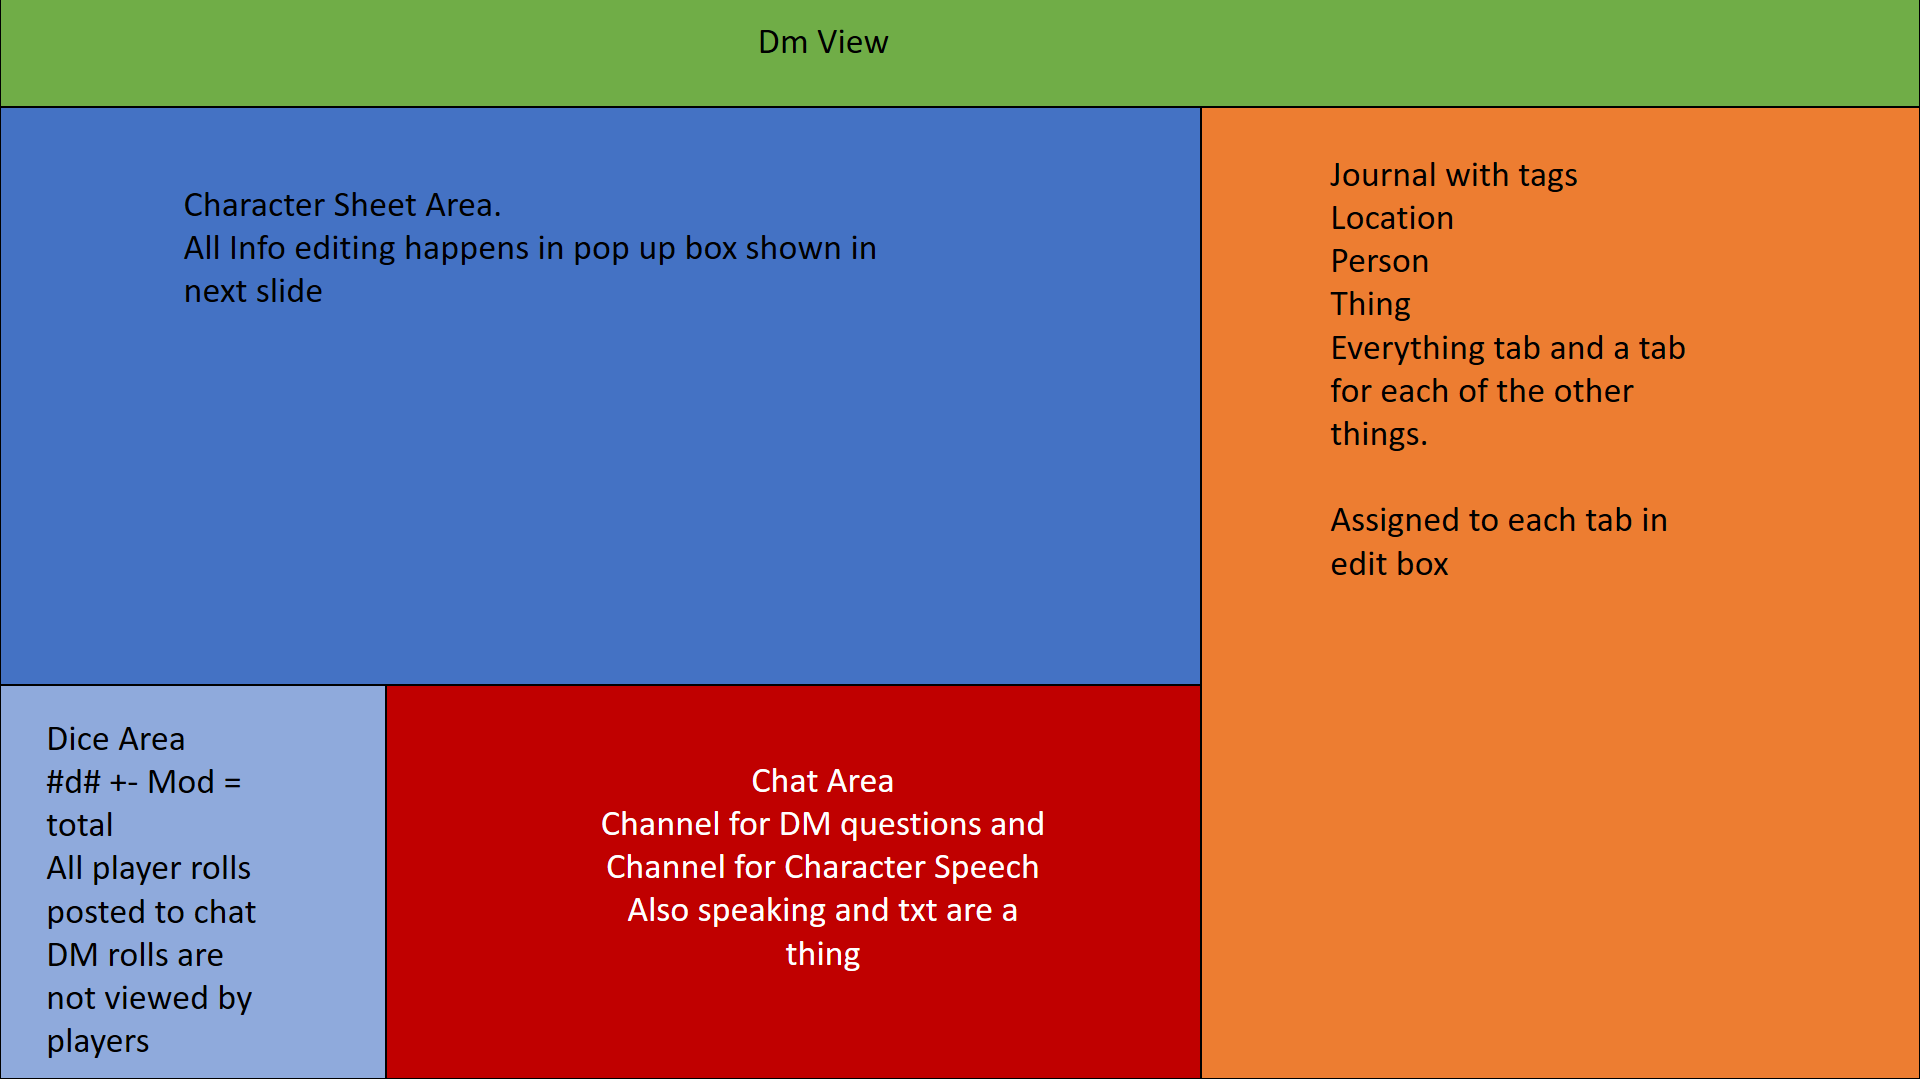 Dm View
Character Sheet Area.
All Info editing happens in pop up box shown in
next slide
Journal with tags
Location
Person
Thing
Everything tab and a tab
for each of the other
things.
Assigned to each tab in
edit box
Dice Area
#d# +- Mod =
total
All player rolls
posted to chat
DM rolls are
not viewed by
players
Chat Area
Channel for DM questions and
Channel for Character Speech
Also speaking and txt are a
thing